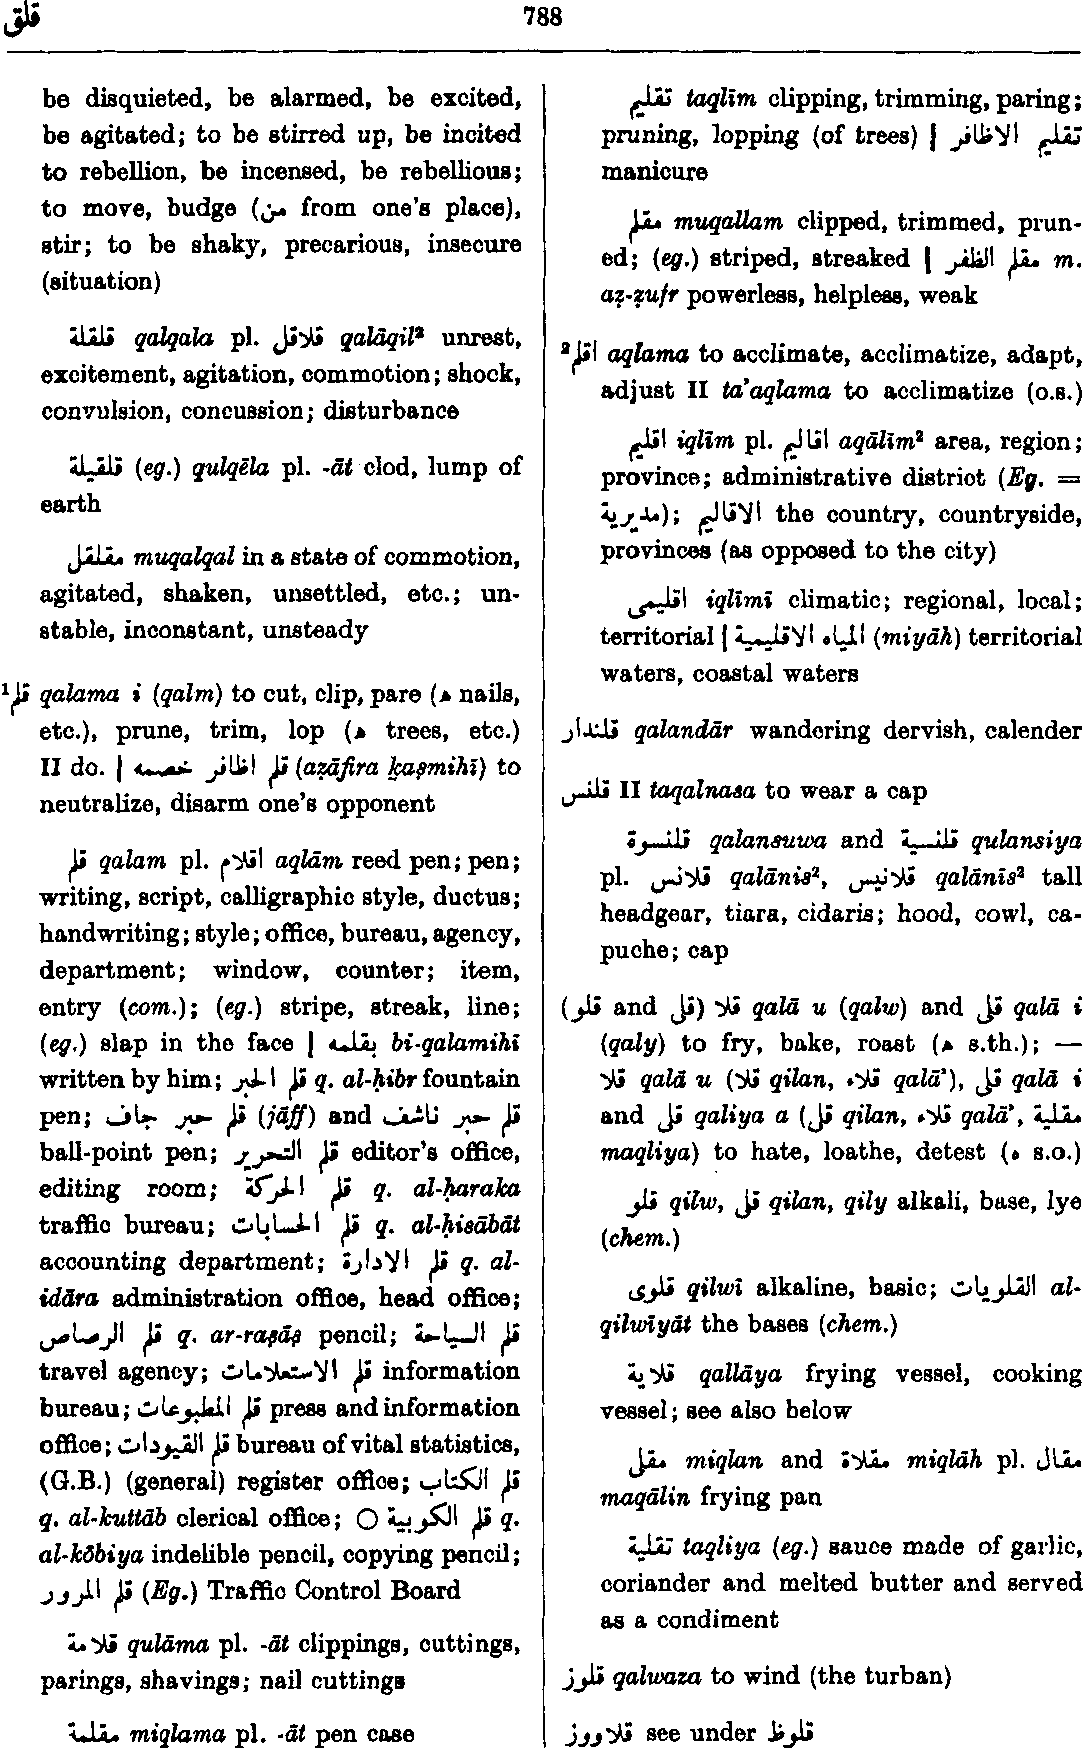 قلق
788
be disquieted, be alarmed, be excited,
be agitated; to be stirred up, be incited
to rebellion, be incensed, be rebellious;
to move, budge (من from one's place),
stir; to be shaky, precarious, insecure
(situation)
قلقلة qalqala pl. قلاقل qalāqil² unrest,
excitement, agitation, commotion; shock,
convulsion, concussion; disturbance
قلقيلة (eg.) qulqēla pl. -āt clod, lump of
earth
مقلقل muqalqal in a state of commotion,
agitated, shaken, unsettled, etc.; un-
stable, inconstant, unsteady
¹قلم qalama i (qalm) to cut, clip, pare (ه nails,
etc.), prune, trim, lop (ه trees, etc.)
II do. | قلم اظافر خصمه (aẓāfira ḵaṣmihī) to
neutralize, disarm one's opponent
قلم qalam pl. اقلام aqlām reed pen; pen;
writing, script, calligraphic style, ductus;
handwriting; style; office, bureau, agency,
department; window, counter; item,
entry (com.); (eg.) stripe, streak, line;
(eg.) slap in the face | بقلمه bi-qalamihī
written by him; قلم الحبر q. al-ḥibr fountain
pen; قلم حبر جاف (jāff) and قلم حبر ناشف
ball-point pen; قلم التحرير editor's office,
editing room; قلم الحركة q. al-ḥaraka
traffic bureau; قلم الحسابات q. al-ḥisābāt
accounting department; قلم الادارة q. al-
idāra administration office, head office;
قلم الرصاص q. ar-raṣāṣ pencil; قلم السياحة
travel agency; قلم الاستعلامات information
bureau; قلم المطبوعات press and information
office; قلم القيودات bureau of vital statistics,
(G.B.) (general) register office; قلم الكتاب
q. al-kuttāb clerical office; ○ قلم الكوبية q.
al-kōbiya indelible pencil, copying pencil;
قلم المرور (Eg.) Traffic Control Board
قلامة qulāma pl. -āt clippings, cuttings,
parings, shavings; nail cuttings
مقلمة miqlama pl. -āt pen case
تقليم taqlīm clipping, trimming, paring;
pruning, lopping (of trees) | تقليم الاظافر
manicure
مقلم muqallam clipped, trimmed, prun-
ed; (eg.) striped, streaked | مقلم الظفر m.
aẓ-ẓufr powerless, helpless, weak
²اقلم aqlama to acclimate, acclimatize, adapt,
adjust II ta'aqlama to acclimatize (o.s.)
اقليم iqlīm pl. اقاليم aqālīm² area, region;
province; administrative district (Eg. =
مديرية); الاقاليم the country, countryside,
provinces (as opposed to the city)
اقليمى iqlīmī climatic; regional, local;
territorial | المياه الاقليمية (miyāh) territorial
waters, coastal waters
قلندار qalandār wandering dervish, calender
قلنس II taqalnasa to wear a cap
قلنسوة qalansuwa and قلنسية qulansiya
pl. قلانس qalānis², قلانيس qalānīs² tall
headgear, tiara, cidaris; hood, cowl, ca-
puche; cap
(قلو and قلى) قلا qalā u (qalw) and قلى qalā i
(qaly) to fry, bake, roast (ه s.th.); —
قلا qalā u (قلا qilan, قلاء qalā'), قلى qalā i
and قلى qaliya a (قلى qilan, قلاء qalā', مقلية
maqliya) to hate, loathe, detest (ه s.o.)
قلو qilw, قلى qilan, qily alkali, base, lye
(chem.)
قلوى qilwī alkaline, basic; القلويات al-
qilwīyāt the bases (chem.)
قلاية qallāya frying vessel, cooking
vessel; see also below
مقلى miqlan and مقلاة miqlāh pl. مقال
maqālin frying pan
تقلية taqliya (eg.) sauce made of garlic,
coriander and melted butter and served
as a condiment
قلوز qalwaza to wind (the turban)
قلاووز see under قلوظ